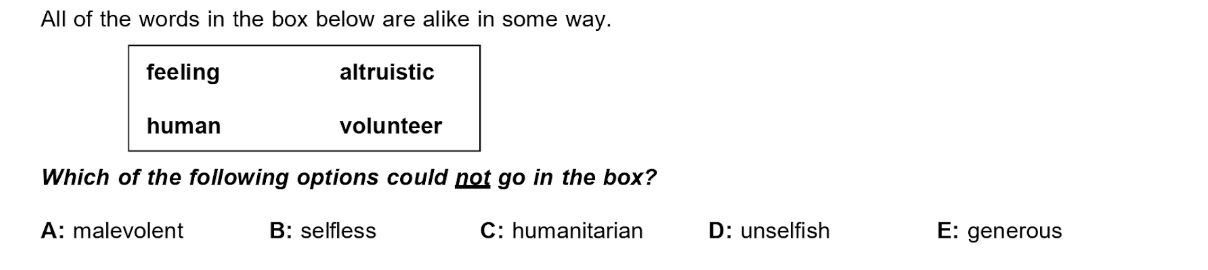 All of the words in the box below are alike in some way.
feeling altruistic
human volunteer
Which of the following options could not go in the box?
A: malevolent B: selfless C: humanitarian D: unselfish E: generous